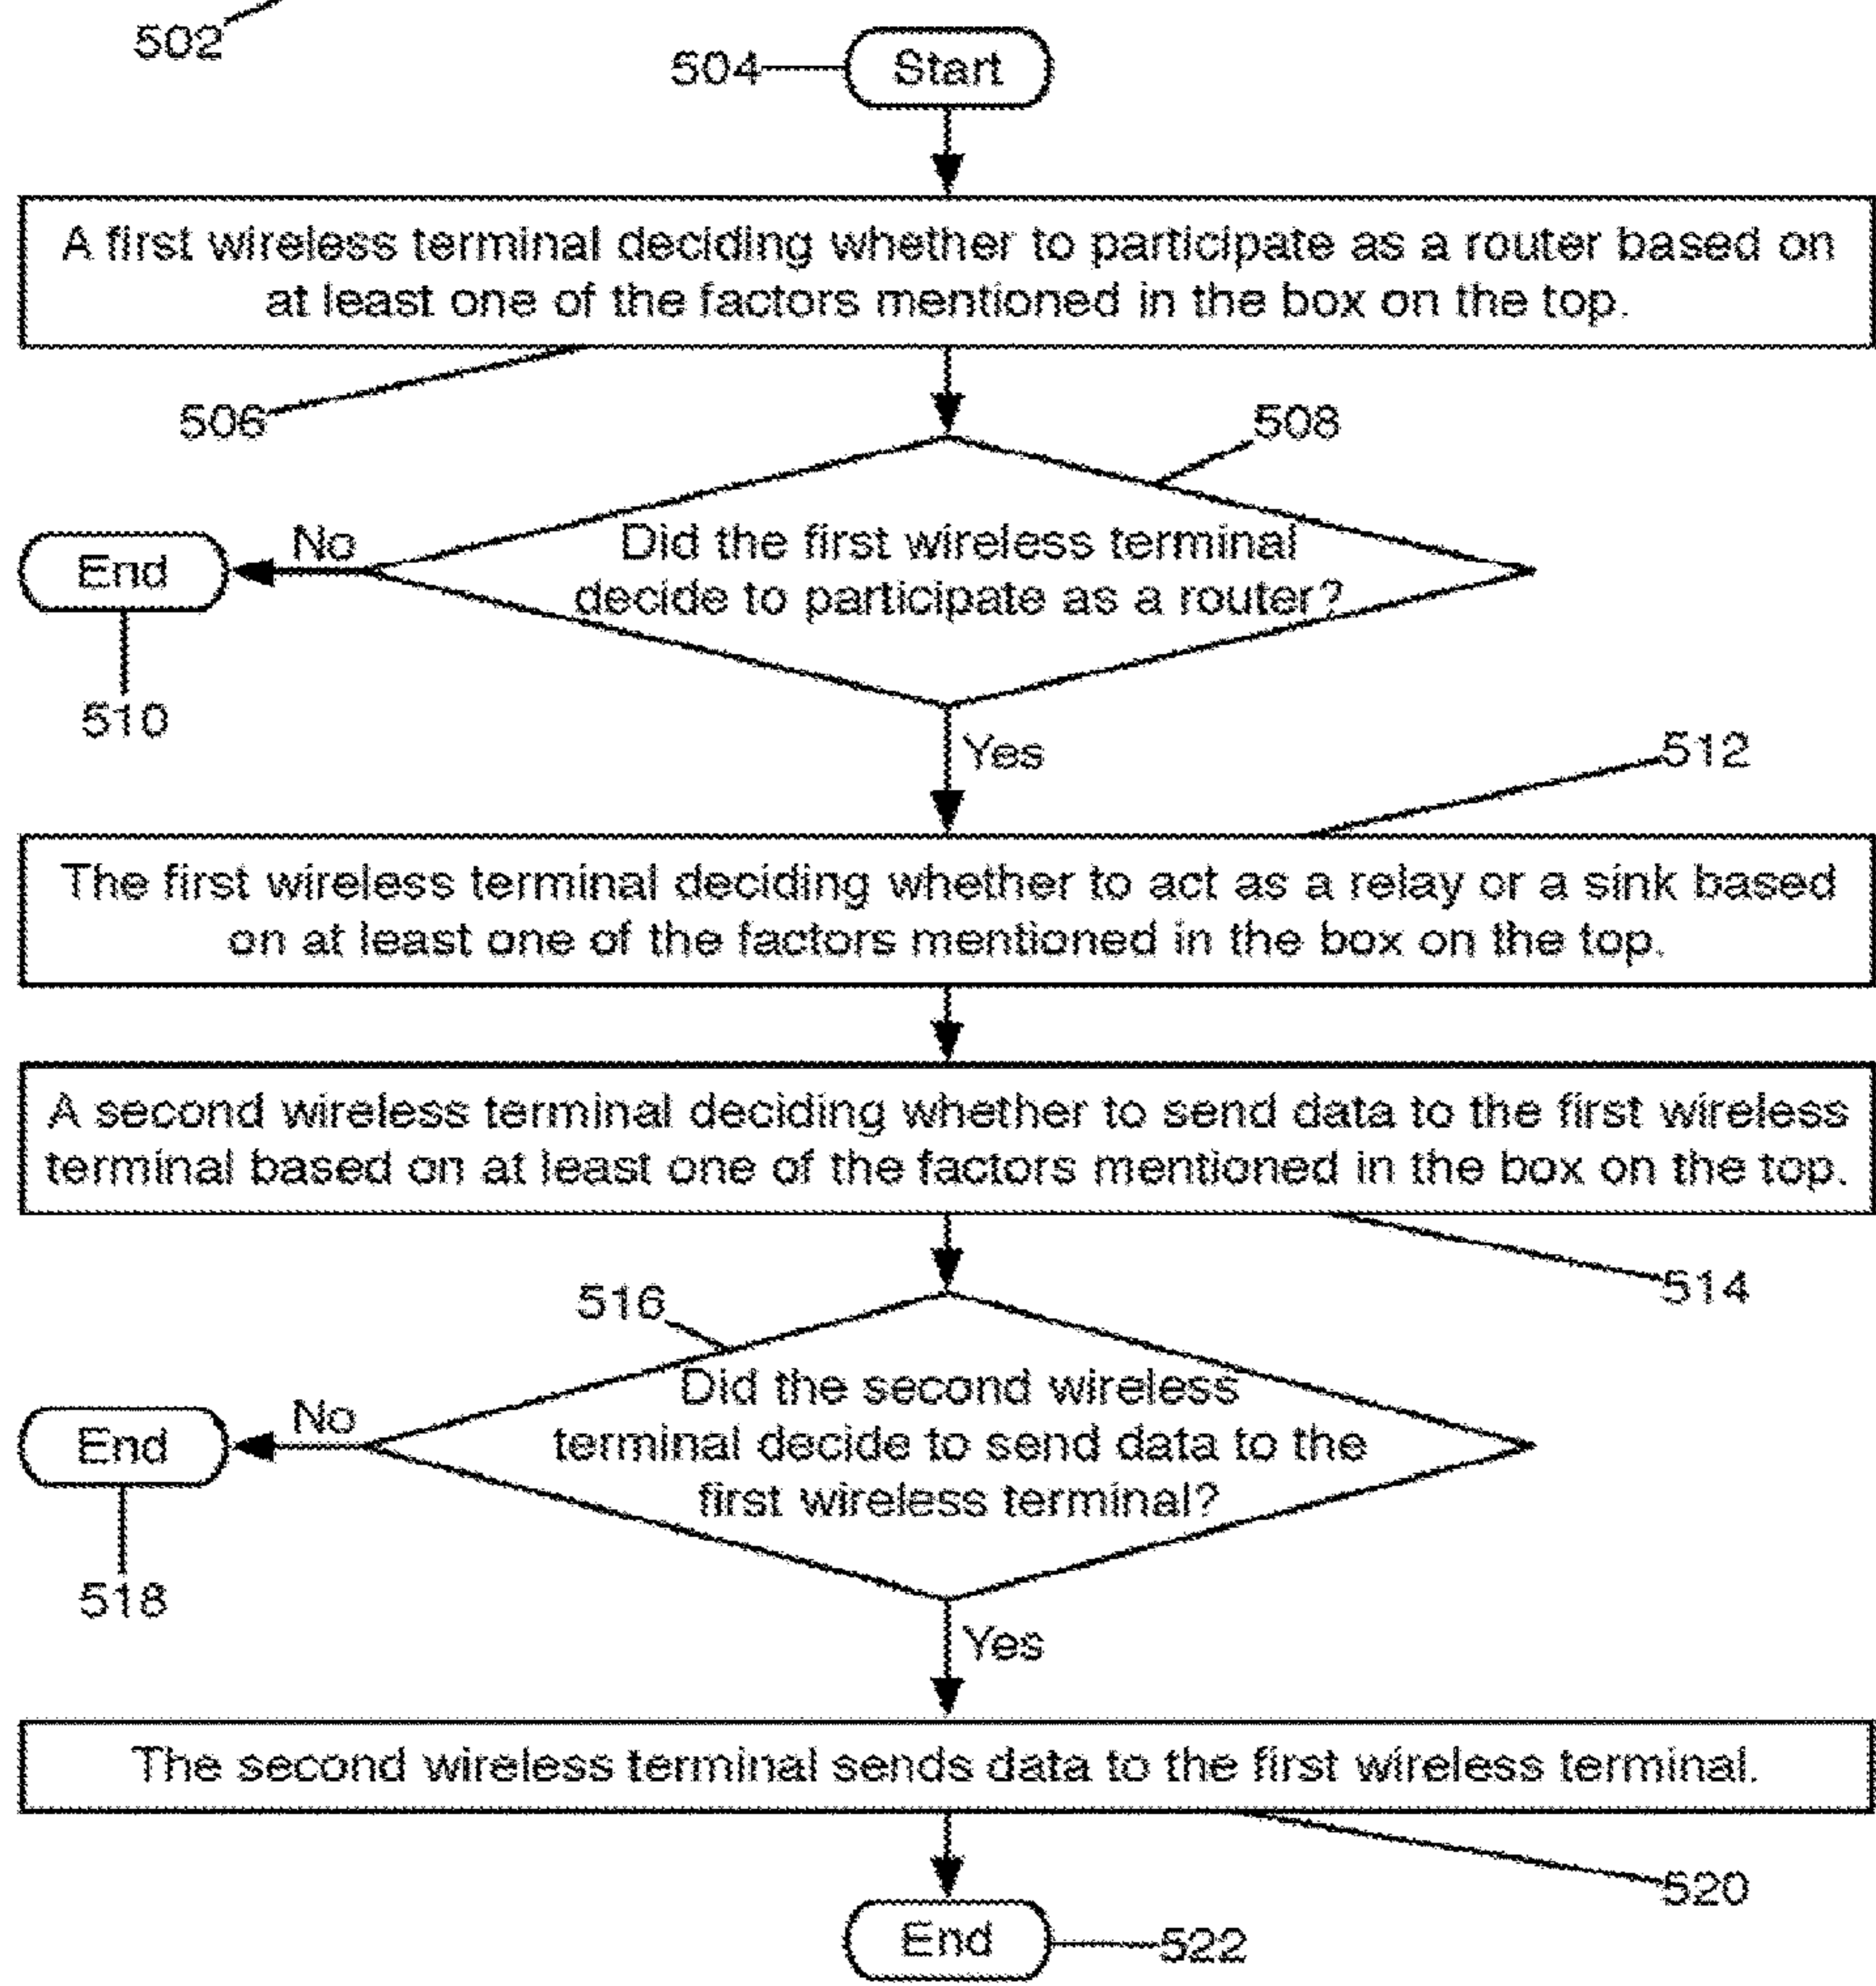 502
504
Start
A first wireless terminal deciding whether to participate as a router based on
at least one of the factors mentioned in the box on the top.
506
508
Did the first wireless terminal
decide to participate as a router?
No
End
510
Yes
512
The first wireless terminal deciding whether to act as a relay or a sink based
on at least one of the factors mentioned in the box on the top.
A second wireless terminal deciding whether to send data to the first wireless
terminal based on at least one of the factors mentioned in the box on the top.
514
516
Did the second wireless
terminal decide to send data to the
first wireless terminal?
No
End
518
Yes
The second wireless terminal sends data to the first wireless terminal.
520
End
522